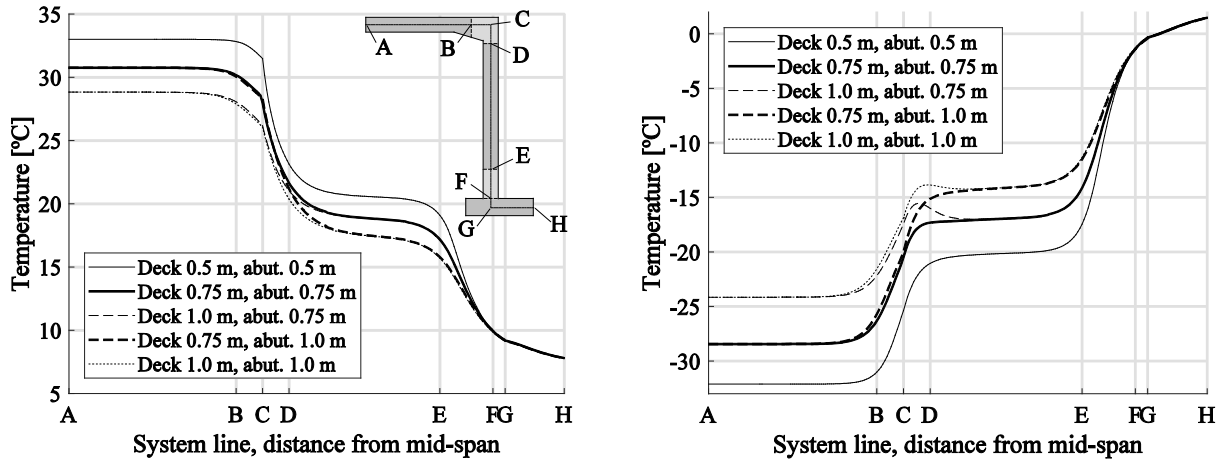 35
30
25
20
15
10
5
Temperature [ºC]
A
B
C
D
E
F
G
H
Deck 0.5 m, abut. 0.5 m
Deck 0.75 m, abut. 0.75 m
Deck 1.0 m, abut. 0.75 m
Deck 0.75 m, abut. 1.0 m
Deck 1.0 m, abut. 1.0 m
A B C D E F G H
System line, distance from mid-span
0
-5
-10
-15
-20
-25
-30
Temperature [ºC]
Deck 0.5 m, abut. 0.5 m
Deck 0.75 m, abut. 0.75 m
Deck 1.0 m, abut. 0.75 m
Deck 0.75 m, abut. 1.0 m
Deck 1.0 m, abut. 1.0 m
A B C D E F G H
System line, distance from mid-span